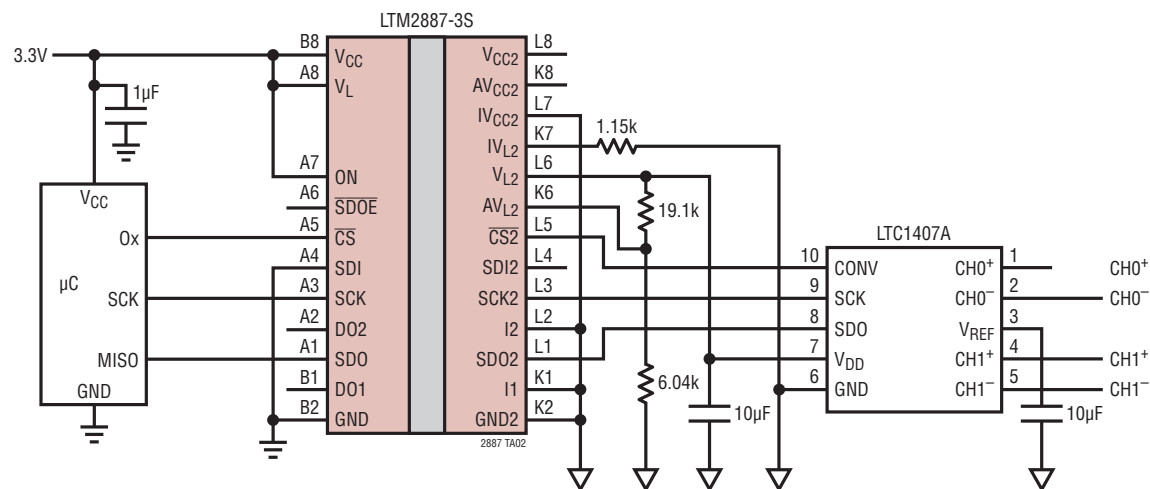 LTM2887-3S
3.3V
1µF
B8
A8
A7
A6
A5
A4
A3
A2
A1
B1
B2
VCC
VL
ON
SDOE
CS
SDI
SCK
DO2
SDO
DO1
GND
VCC2
AVCC2
IVCC2
IVL2
VL2
AVL2
CS2
SDI2
SCK2
I2
SDO2
I1
GND2
L8
K8
L7
K7
L6
K6
L5
L4
L3
L2
L1
K1
K2
2887 TA02
VCC
Ox
µC
SCK
MISO
GND
1.15k
19.1k
6.04k
10µF
LTC1407A
10
9
8
7
6
CONV
SCK
SDO
VDD
GND
CH0+
CH0–
VREF
CH1+
CH1–
1
2
3
4
5
CH0+
CH0–
CH1+
CH1–
10µF